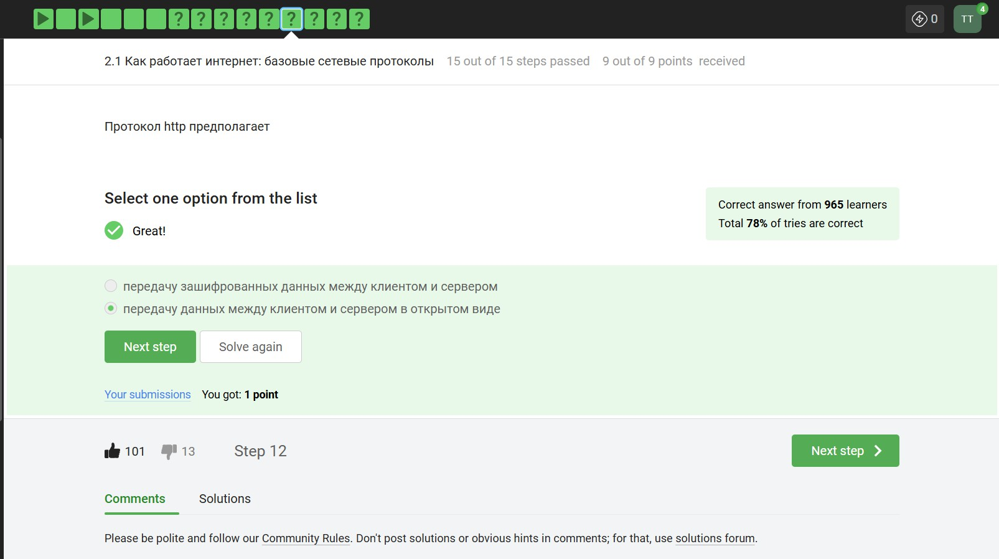 ? ? ? ? ? ? ? ? ?
0
TT
4
2.1 Как работает интернет: базовые сетевые протоколы 15 out of 15 steps passed 9 out of 9 points received
Протокол http предполагает
Select one option from the list
Great!
Correct answer from 965 learners
Total 78% of tries are correct
передачу зашифрованных данных между клиентом и сервером
передачу данных между клиентом и сервером в открытом виде
Next step Solve again
Your submissions You got: 1 point
101 13 Step 12 Next step
Comments Solutions
Please be polite and follow our Community Rules. Don't post solutions or obvious hints in comments; for that, use solutions forum.